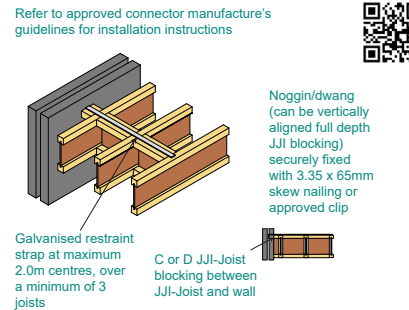 Refer to approved connector manufacture's
guidelines for installation instructions
Noggin/dwang
(can be vertically
aligned full depth
JJI blocking)
securely fixed
with 3.35 x 65mm
skew nailing or
approved clip
Galvanised restraint
strap at maximum
2.0m centres, over
a minimum of 3
joists
C or D JJI-Joist
blocking between
JJI-Joist and wall